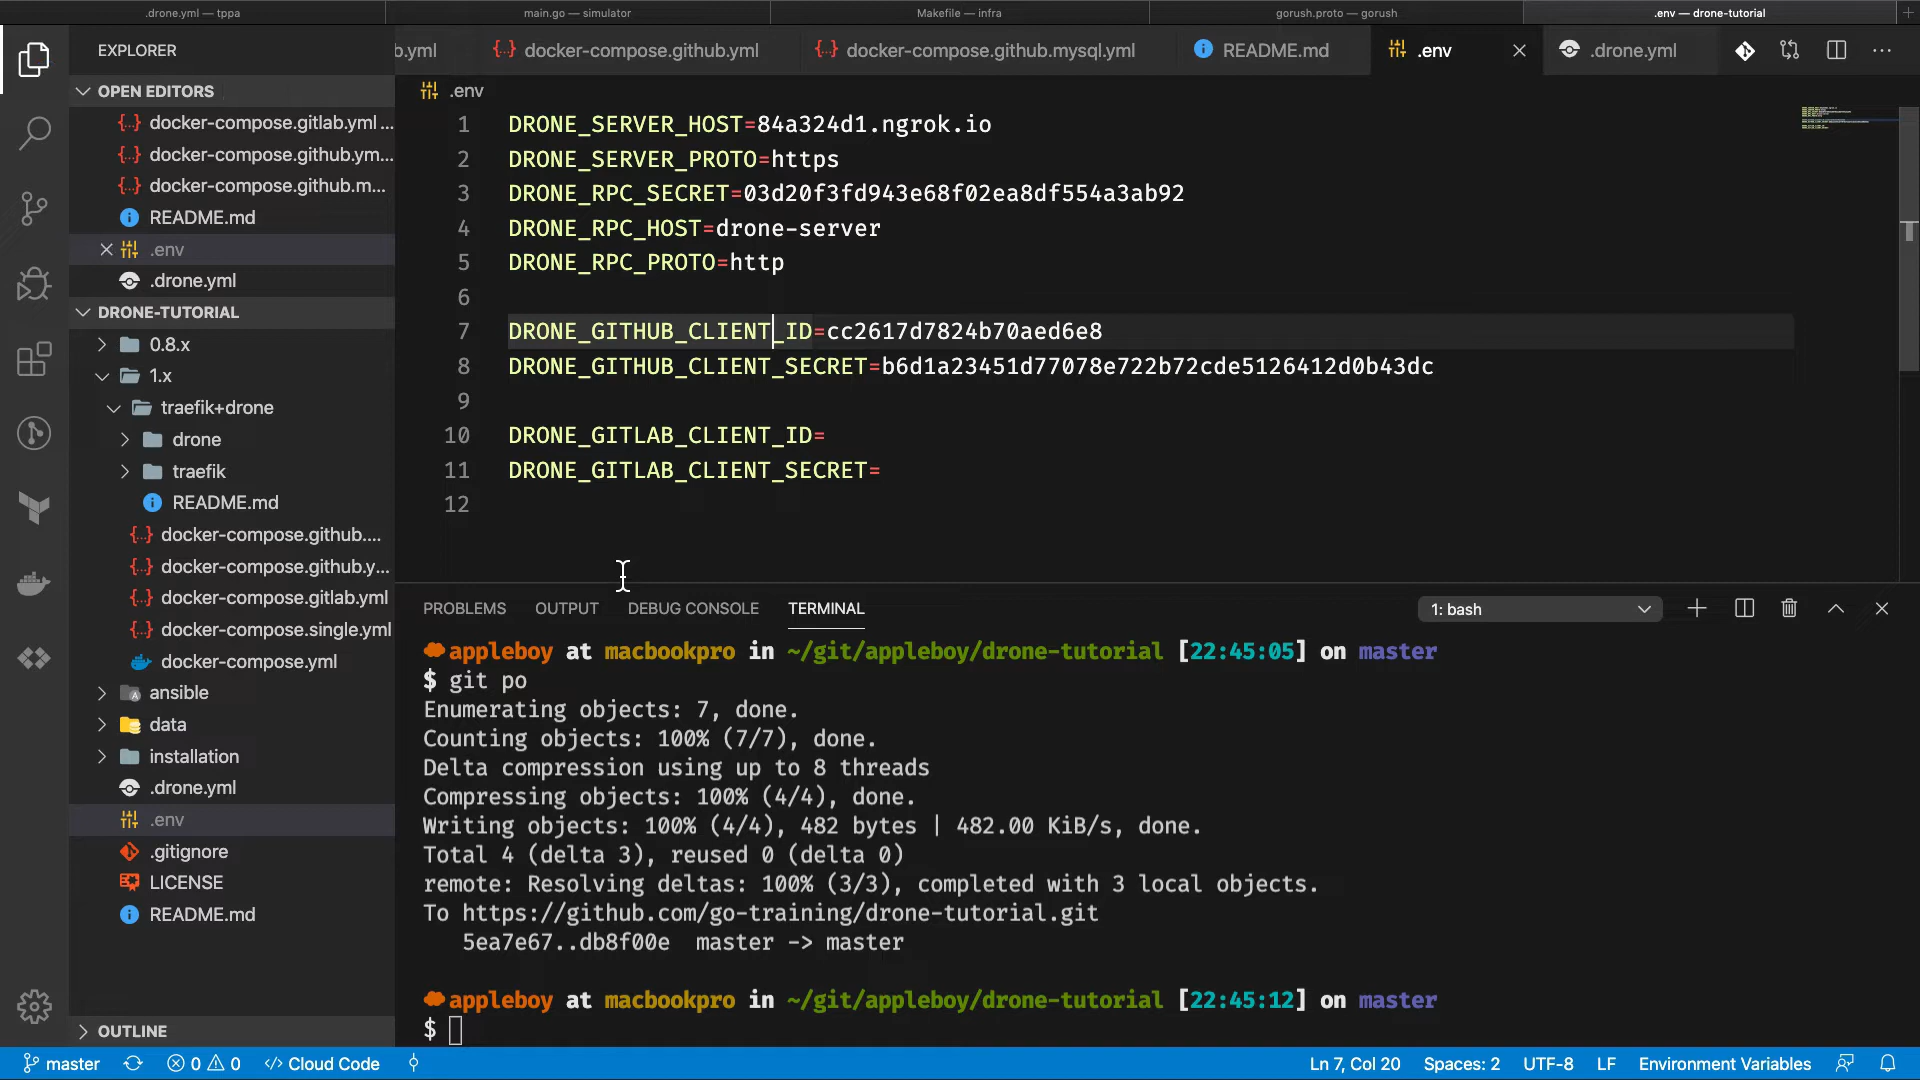 .drone.yml — tppa
main.go — simulator
Makefile — infra
gorush.proto — gorush
.env — drone-tutorial
EXPLORER
b.yml
docker-compose.github.yml
docker-compose.github.mysql.yml
README.md
.env
.drone.yml
OPEN EDITORS
docker-compose.gitlab.yml ...
docker-compose.github.ym...
docker-compose.github.m...
README.md
.env
.drone.yml
DRONE-TUTORIAL
0.8.x
1.x
traefik+drone
drone
traefik
README.md
docker-compose.github....
docker-compose.github.y...
docker-compose.gitlab.yml
docker-compose.single.yml
docker-compose.yml
ansible
data
installation
.drone.yml
.env
.gitignore
LICENSE
README.md
OUTLINE
.env
1 DRONE_SERVER_HOST=84a324d1.ngrok.io
2 DRONE_SERVER_PROTO=https
3 DRONE_RPC_SECRET=03d20f3fd943e68f02ea8df554a3ab92
4 DRONE_RPC_HOST=drone-server
5 DRONE_RPC_PROTO=http
6
7 DRONE_GITHUB_CLIENT_ID=cc2617d7824b70aed6e8
8 DRONE_GITHUB_CLIENT_SECRET=b6d1a23451d77078e722b72cde5126412d0b43dc
9
10 DRONE_GITLAB_CLIENT_ID=
11 DRONE_GITLAB_CLIENT_SECRET=
12
PROBLEMS OUTPUT DEBUG CONSOLE TERMINAL
1: bash
appleboy at macbookpro in ~/git/appleboy/drone-tutorial [22:45:05] on master
$ git po
Enumerating objects: 7, done.
Counting objects: 100% (7/7), done.
Delta compression using up to 8 threads
Compressing objects: 100% (4/4), done.
Writing objects: 100% (4/4), 482 bytes | 482.00 KiB/s, done.
Total 4 (delta 3), reused 0 (delta 0)
remote: Resolving deltas: 100% (3/3), completed with 3 local objects.
To https://github.com/go-training/drone-tutorial.git
5ea7e67..db8f00e master -> master
appleboy at macbookpro in ~/git/appleboy/drone-tutorial [22:45:12] on master
$
master
0
0
Cloud Code
Ln 7, Col 20
Spaces: 2
UTF-8
LF
Environment Variables